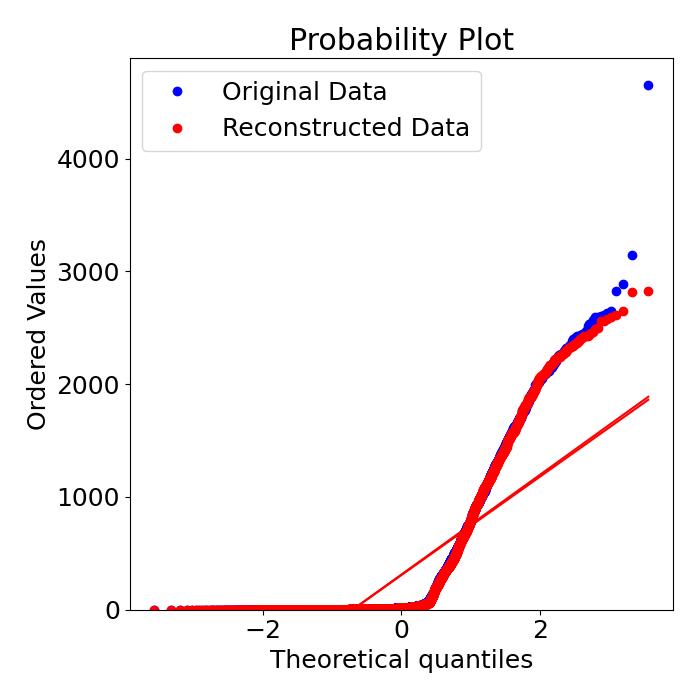 Probability Plot
Original Data
Reconstructed Data
4000
3000
2000
1000
0
Ordered Values
−2
0
2
Theoretical quantiles